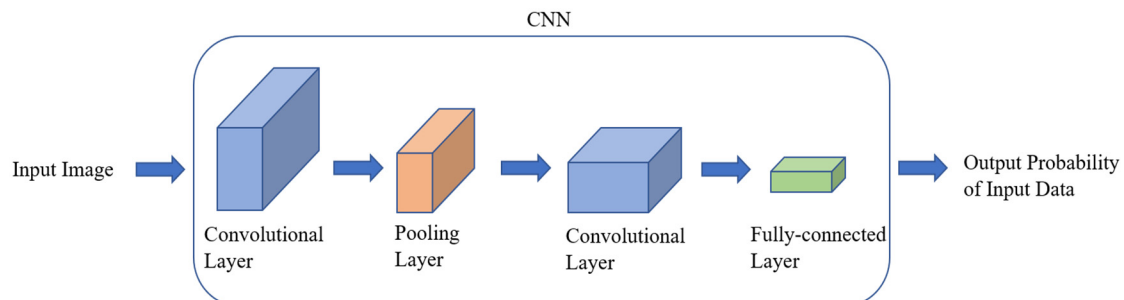 CNN
Input Image
Convolutional
Layer
Pooling
Layer
Convolutional
Layer
Fully-connected
Layer
Output Probability
of Input Data